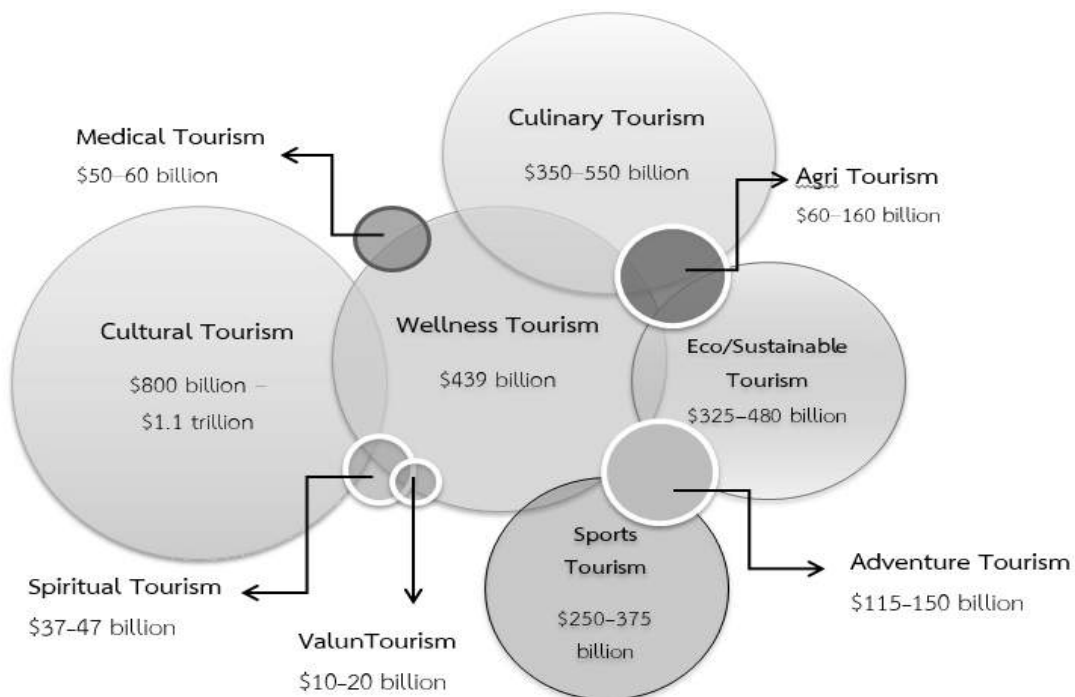 Culinary Tourism
$350–550 billion
Medical Tourism
$50–60 billion
Agri Tourism
$60–160 billion
Cultural Tourism
$800 billion –
$1.1 trillion
Wellness Tourism
$439 billion
Eco/Sustainable
Tourism
$325–480 billion
Sports
Tourism
$250–375
billion
Adventure Tourism
$115–150 billion
Spiritual Tourism
$37–47 billion
ValunTourism
$10–20 billion